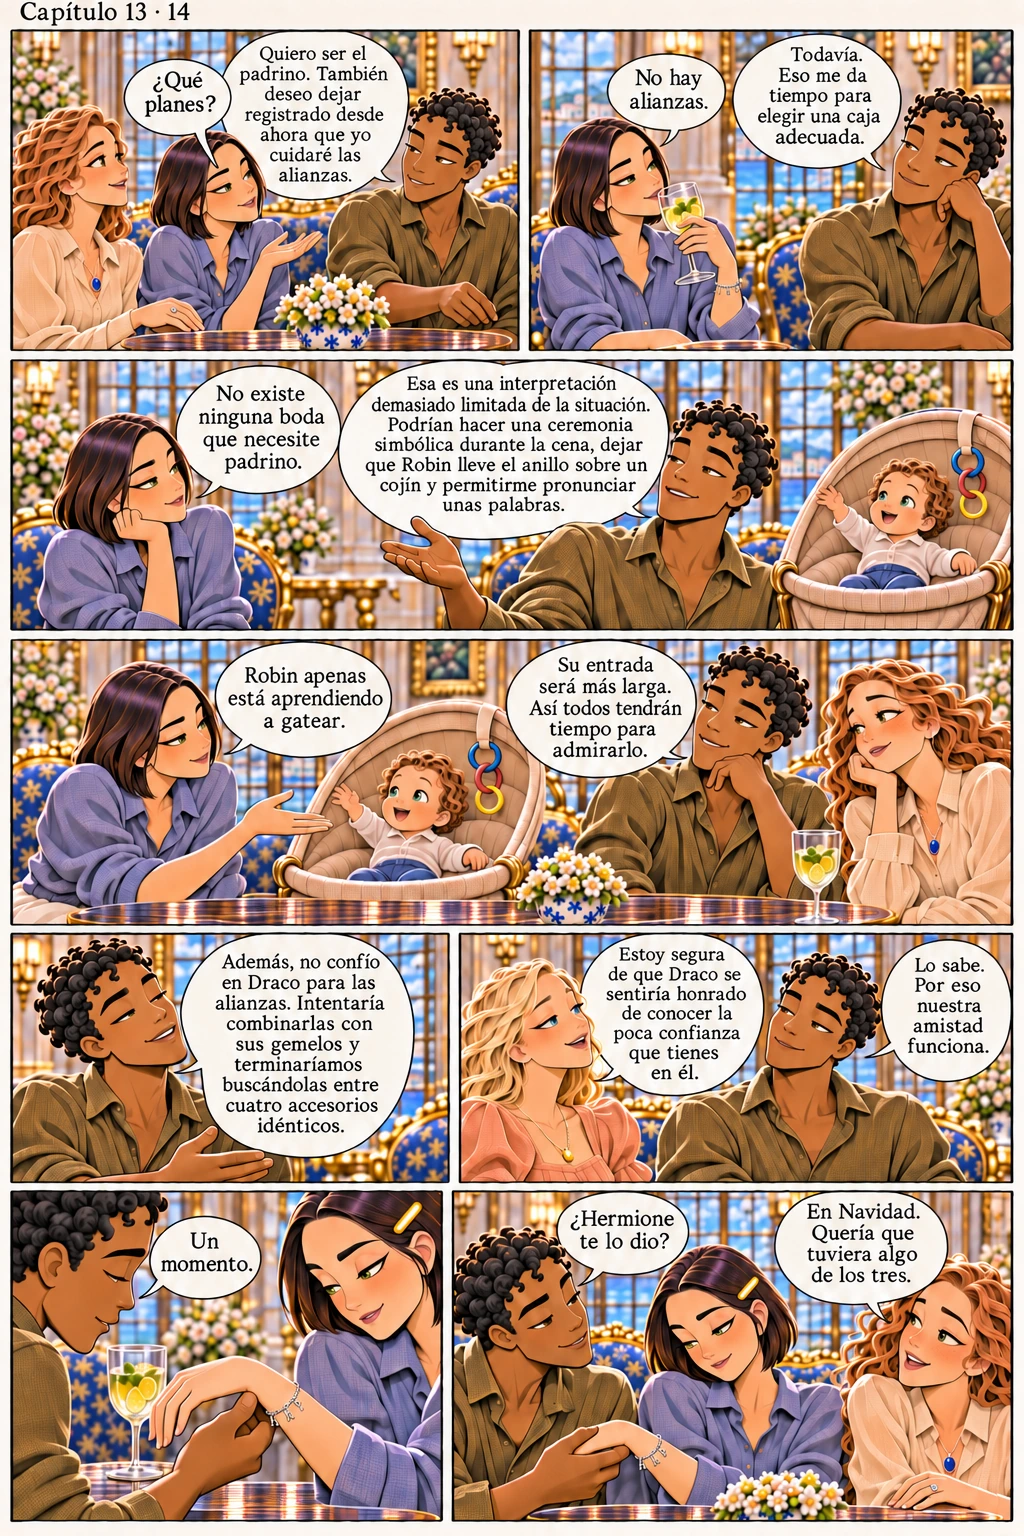 Capítulo 13 · 14
¿Qué
planes?
Quiero ser el
padrino. También
deseo dejar
registrado desde
ahora que yo
cuidaré las
alianzas.
No hay
alianzas.
Todavía.
Eso me da
tiempo para
elegir una caja
adecuada.
No existe
ninguna boda
que necesite
padrino.
Esa es una interpretación
demasiado limitada de la situación.
Podrían hacer una ceremonia
simbólica durante la cena, dejar
que Robin lleve el anillo sobre un
cojín y permitirme pronunciar
unas palabras.
Robin apenas
está aprendiendo
a gatear.
Su entrada
será más larga.
Así todos tendrán
tiempo para
admirarlo.
Además, no confío
en Draco para las
alianzas. Intentaría
combinarlas con
sus gemelos y
terminaríamos
buscándolas entre
cuatro accesorios
idénticos.
Estoy segura
de que Draco se
sentiría honrado
de conocer la
poca confianza
que tienes
en él.
Lo sabe.
Por eso
nuestra
amistad
funciona.
Un
momento.
¿Hermione
te lo dio?
En Navidad.
Quería que
tuviera algo
de los tres.